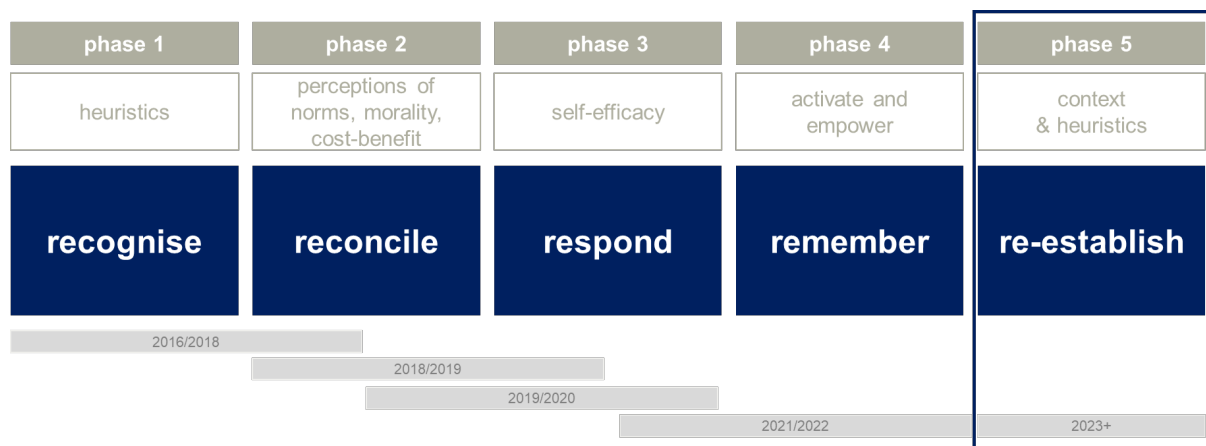 phase 1
phase 2
phase 3
phase 4
phase 5
heuristics
perceptions of
norms, morality,
cost-benefit
self-efficacy
activate and
empower
context
& heuristics
recognise
reconcile
respond
remember
re-establish
2016/2018
2018/2019
2019/2020
2021/2022
2023+